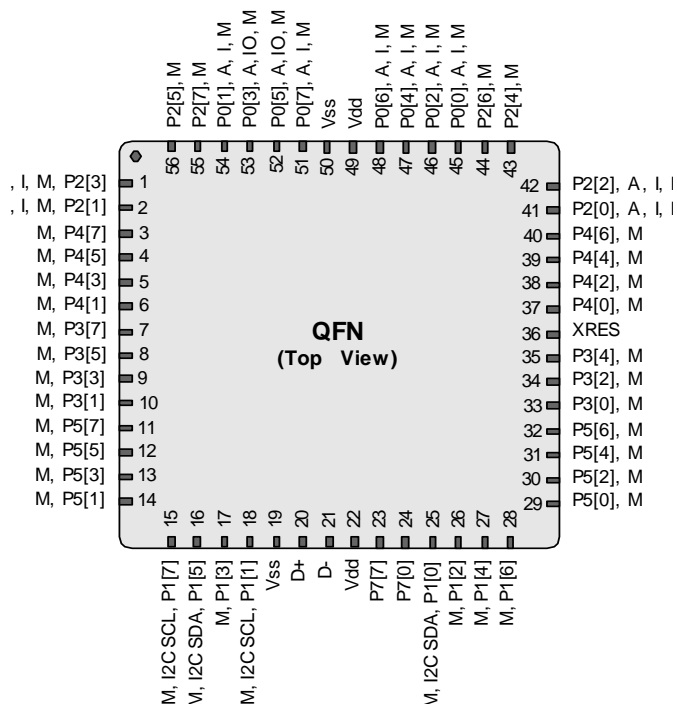 P2[5], M
P2[7], M
P0[1], A, I, M
P0[3], A, IO, M
P0[5], A, IO, M
P0[7], A, I, M
Vss
Vdd
P0[6], A, I, M
P0[4], A, I, M
P0[2], A, I, M
P0[0], A, I, M
P2[6], M
P2[4], M
56
55
54
53
52
51
50
49
48
47
46
45
44
43
, I, M, P2[3] 1
, I, M, P2[1] 2
M, P4[7] 3
M, P4[5] 4
M, P4[3] 5
M, P4[1] 6
M, P3[7] 7
M, P3[5] 8
M, P3[3] 9
M, P3[1] 10
M, P5[7] 11
M, P5[5] 12
M, P5[3] 13
M, P5[1] 14
QFN
(Top View)
42 P2[2], A, I,
41 P2[0], A, I,
40 P4[6], M
39 P4[4], M
38 P4[2], M
37 P4[0], M
36 XRES
35 P3[4], M
34 P3[2], M
33 P3[0], M
32 P5[6], M
31 P5[4], M
30 P5[2], M
29 P5[0], M
15
16
17
18
19
20
21
22
23
24
25
26
27
28
M, I2C SCL, P1[7]
M, I2C SDA, P1[5]
M, P1[3]
M, I2C SCL, P1[1]
Vss
D+
D-
Vdd
P7[7]
P7[0]
M, I2C SDA, P1[0]
M, P1[2]
M, P1[4]
M, P1[6]